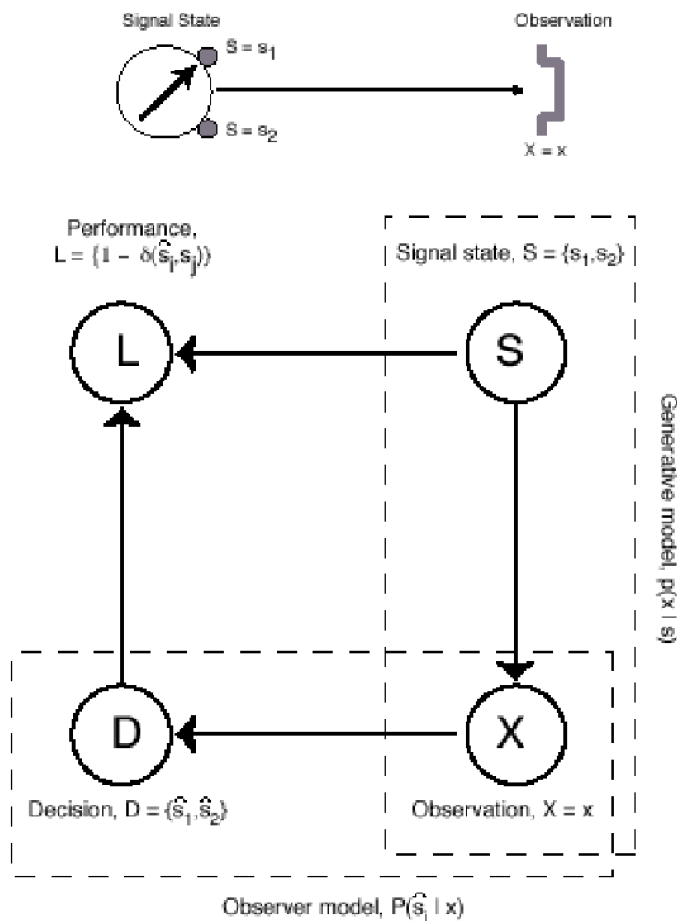 Signal State
Observation
S = s₁
S = s₂
X = x
Performance,
L = {1 − δ(ŝᵢ,sⱼ)}
Signal state, S = {s₁,s₂}
L
S
Generative model, p(x | s)
D
X
Decision, D = {ŝ₁,ŝ₂}
Observation, X = x
Observer model, P(ŝᵢ | x)